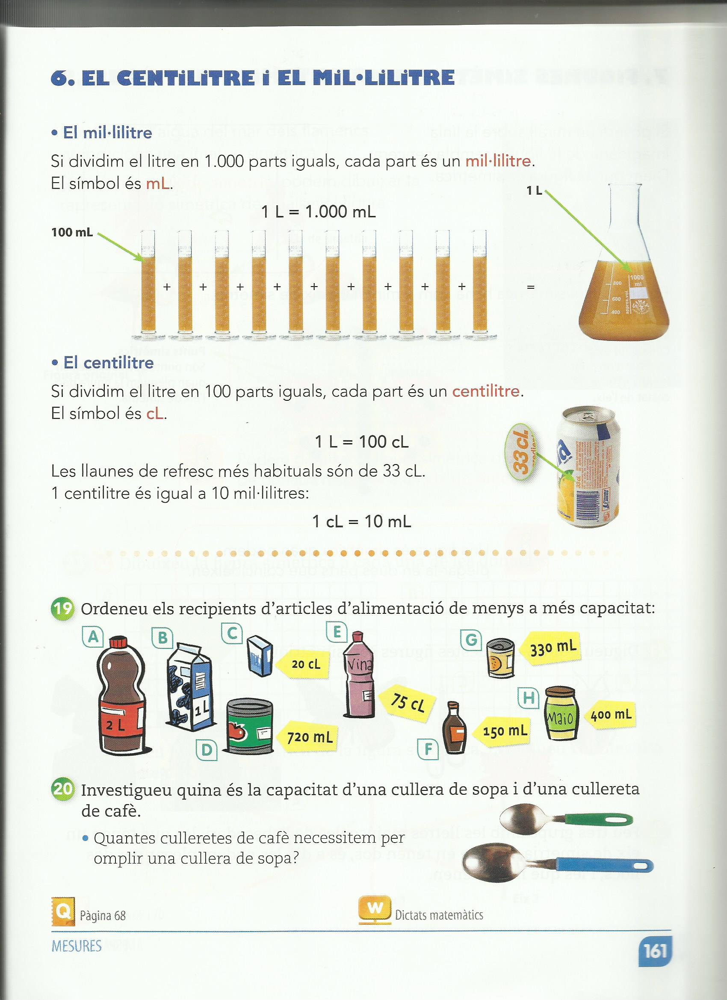 6. EL CENTILITRE I EL MIL·LILITRE
• El mil·lilitre
Si dividim el litre en 1.000 parts iguals, cada part és un mil·lilitre.
El símbol és mL.
1 L
1 L = 1.000 mL
100 mL
+ + + + + + + + + =
1000
ml
800
600
400
approx.vol.
SIMAX
• El centilitre
Si dividim el litre en 100 parts iguals, cada part és un centilitre.
El símbol és cL.
33 cl.
1 L = 100 cL
Les llaunes de refresc més habituals són de 33 cL.
1 centilitre és igual a 10 mil·lilitres:
1 cL = 10 mL
19 Ordeneu els recipients d'articles d'alimentació de menys a més capacitat:
A
2 L
B
1 L
C
20 cL
D
720 mL
E
Vina
75 cL
F
150 mL
G
330 mL
H
Maio
400 mL
20 Investigueu quina és la capacitat d'una cullera de sopa i d'una cullereta
de cafè.
• Quantes culleretes de cafè necessitem per
omplir una cullera de sopa?
Q Pàgina 68
W Dictats matemàtics
MESURES
161